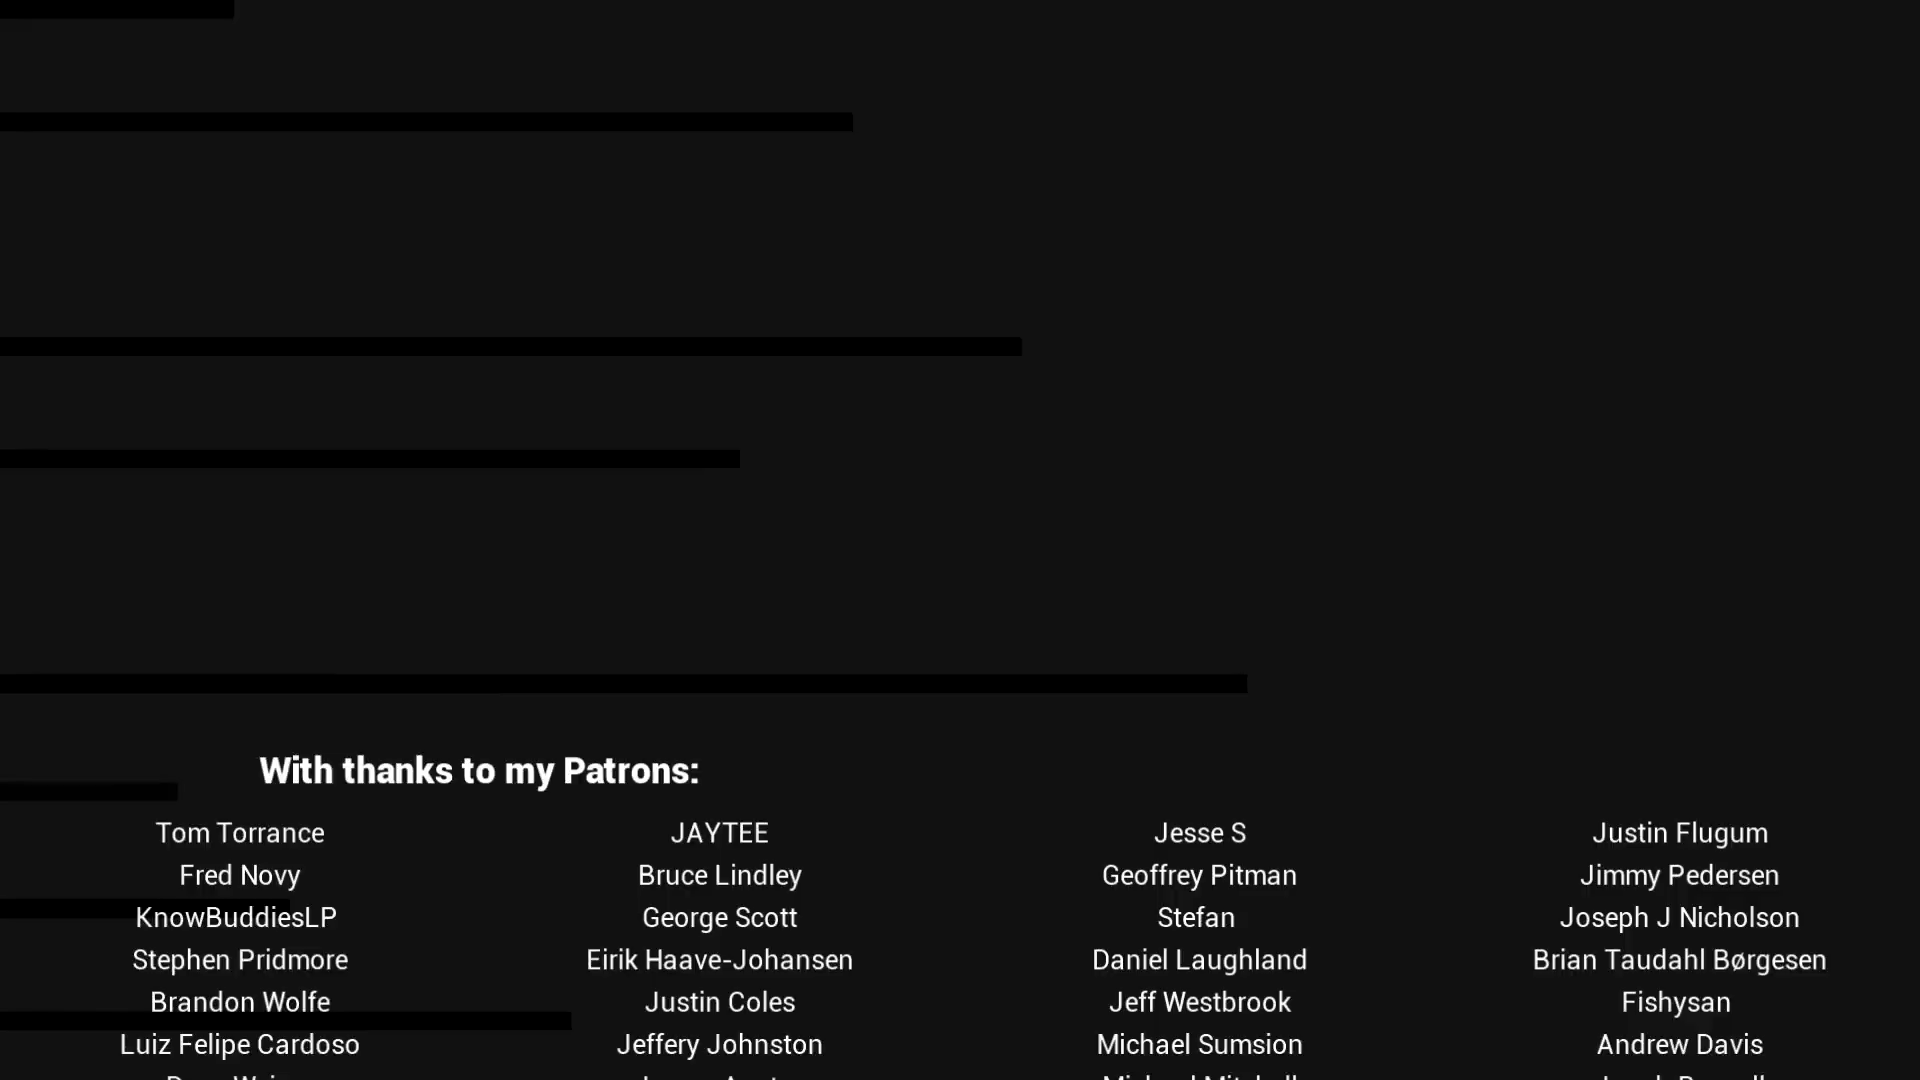 With thanks to my Patrons:
Tom Torrance JAYTEE Jesse S Justin Flugum
Fred Novy Bruce Lindley Geoffrey Pitman Jimmy Pedersen
KnowBuddiesLP George Scott Stefan Joseph J Nicholson
Stephen Pridmore Eirik Haave-Johansen Daniel Laughland Brian Taudahl Børgesen
Brandon Wolfe Justin Coles Jeff Westbrook Fishysan
Luiz Felipe Cardoso Jeffery Johnston Michael Sumsion Andrew Davis